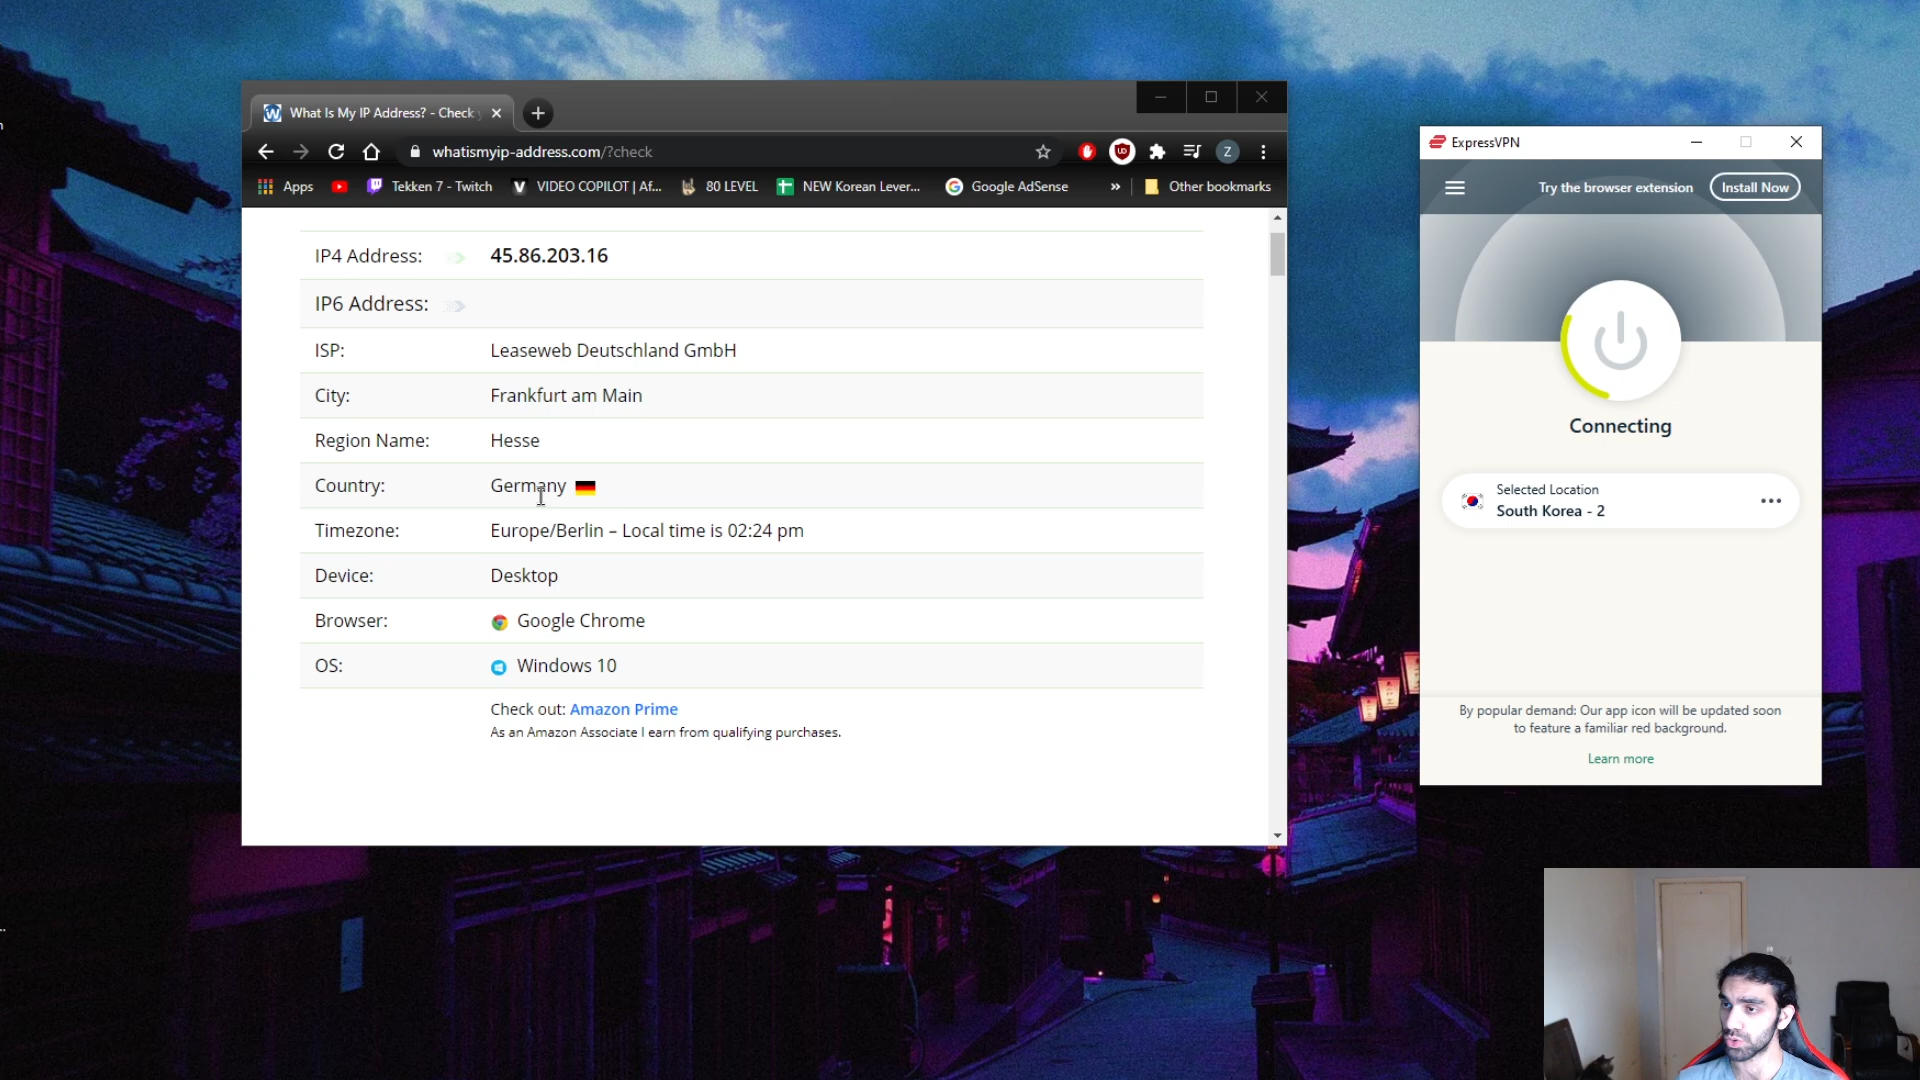 What Is My IP Address? - Check
whatismyip-address.com/?check
Apps
Tekken 7 - Twitch
VIDEO COPILOT | Af...
80 LEVEL
NEW Korean Lever...
Google AdSense
»
Other bookmarks
IP4 Address: 45.86.203.16
IP6 Address:
ISP: Leaseweb Deutschland GmbH
City: Frankfurt am Main
Region Name: Hesse
Country: Germany
Timezone: Europe/Berlin – Local time is 02:24 pm
Device: Desktop
Browser: Google Chrome
OS: Windows 10
Check out: Amazon Prime
As an Amazon Associate I earn from qualifying purchases.
ExpressVPN
Try the browser extension Install Now
Connecting
Selected Location
South Korea - 2
By popular demand: Our app icon will be updated soon
to feature a familiar red background.
Learn more